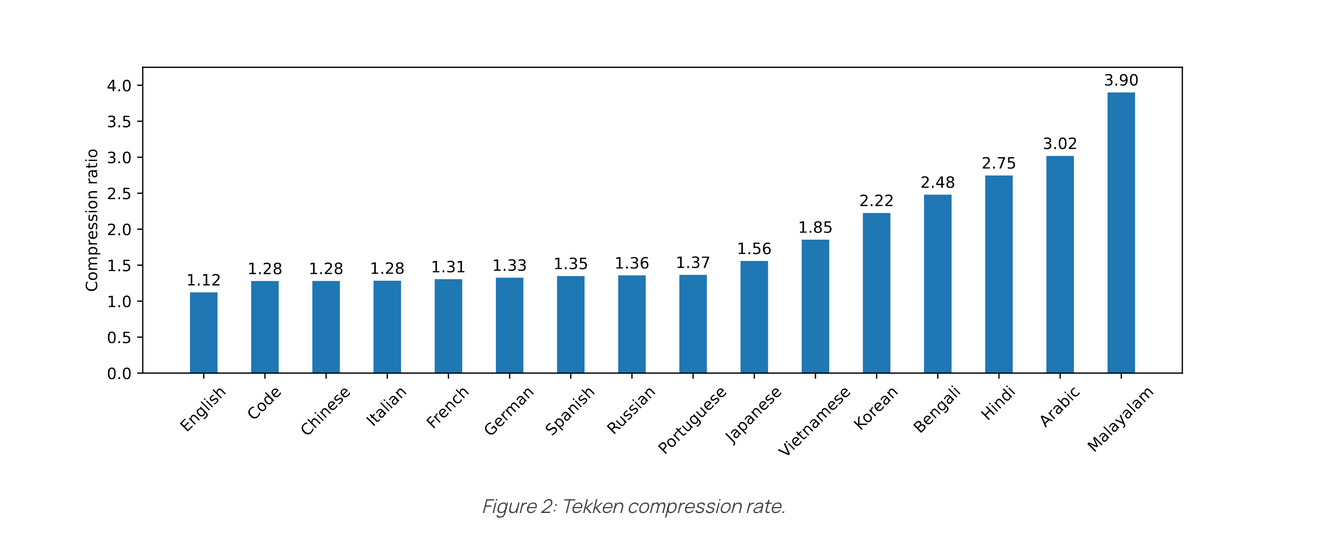 Compression ratio
4.0
3.5
3.0
2.5
2.0
1.5
1.0
0.5
0.0
1.12
1.28
1.28
1.28
1.31
1.33
1.35
1.36
1.37
1.56
1.85
2.22
2.48
2.75
3.02
3.90
English
Code
Chinese
Italian
French
German
Spanish
Russian
Portuguese
Japanese
Vietnamese
Korean
Bengali
Hindi
Arabic
Malayalam
Figure 2: Tekken compression rate.